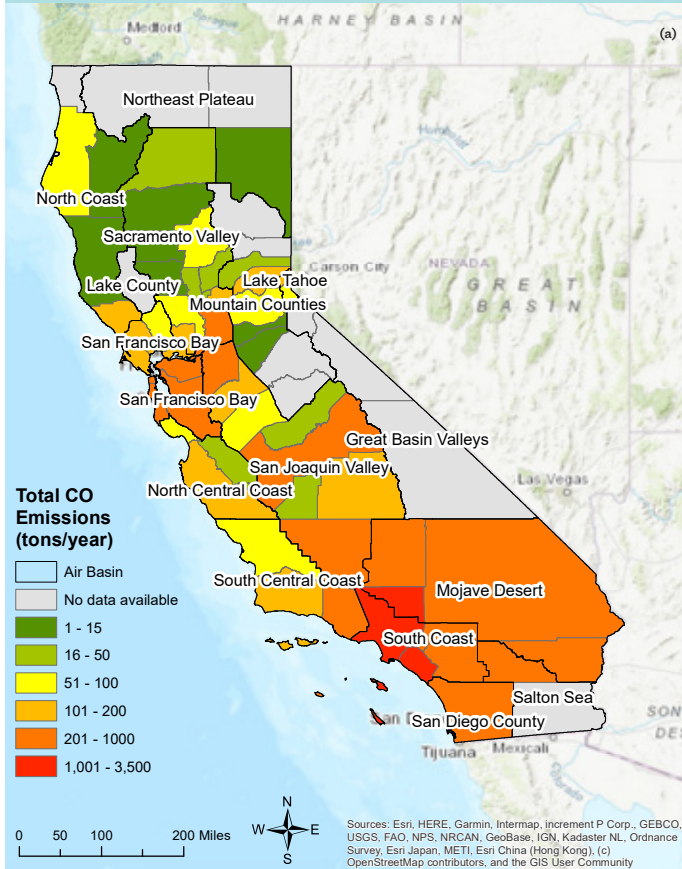 HARNEY BASIN
Medford
(a)
Northeast Plateau
Humboldt
North Coast
Sacramento Valley
Carson City
NEVADA
Lake Tahoe
GREAT
BASIN
Lake County
Mountain Counties
San Francisco Bay
San Francisco Bay
Great Basin Valleys
San Joaquin Valley
Las Vegas
North Central Coast
Total CO
Emissions
(tons/year)
Air Basin
No data available
1 - 15
16 - 50
51 - 100
101 - 200
201 - 1000
1,001 - 3,500
South Central Coast
Mojave Desert
South Coast
Salton Sea
San Diego County
Tijuana
Mexicali
N
W E
S
0 50 100 200 Miles
Sources: Esri, HERE, Garmin, Intermap, increment P Corp., GEBCO,
USGS, FAO, NPS, NRCAN, GeoBase, IGN, Kadaster NL, Ordnance
Survey, Esri Japan, METI, Esri China (Hong Kong), (c)
OpenStreetMap contributors, and the GIS User Community